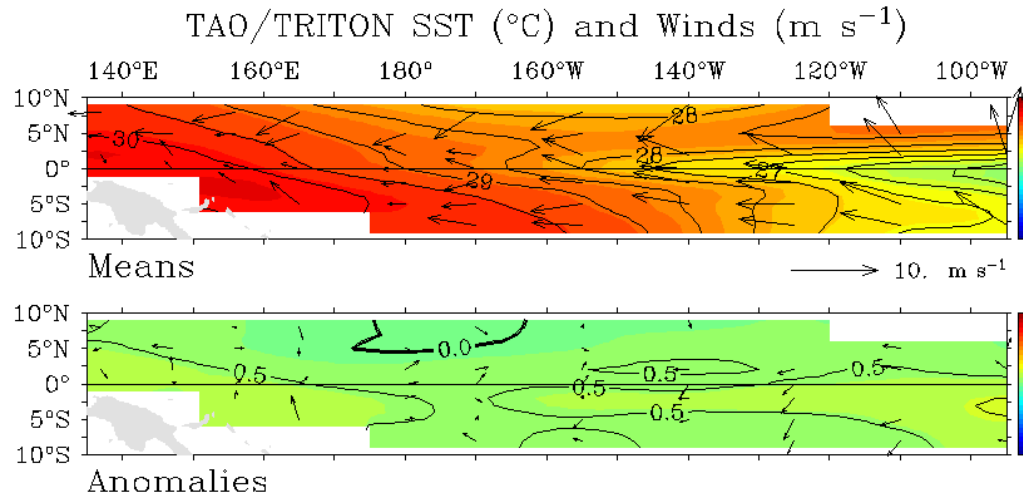 TAO/TRITON SST (°C) and Winds (m s⁻¹)
140°E 160°E 180° 160°W 140°W 120°W 100°W
10°N
5°N
0°
5°S
10°S
30
29
28
28
27
Means
10. m s⁻¹
10°N
5°N
0°
5°S
10°S
0.0
0.5
0.5
0.5
0.5
0.5
Anomalies